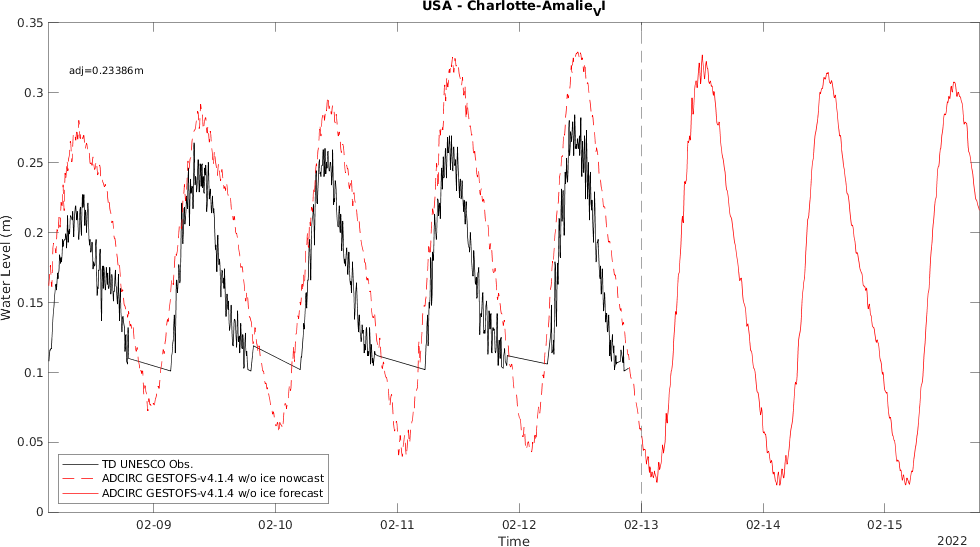 USA - Charlotte-AmalieVI
0.35
adj=0.23386m
0.3
0.25
0.2
0.15
0.1
0.05
0
Water Level (m)
TD UNESCO Obs.
ADCIRC GESTOFS-v4.1.4 w/o ice nowcast
ADCIRC GESTOFS-v4.1.4 w/o ice forecast
02-09 02-10 02-11 02-12 02-13 02-14 02-15
Time
2022